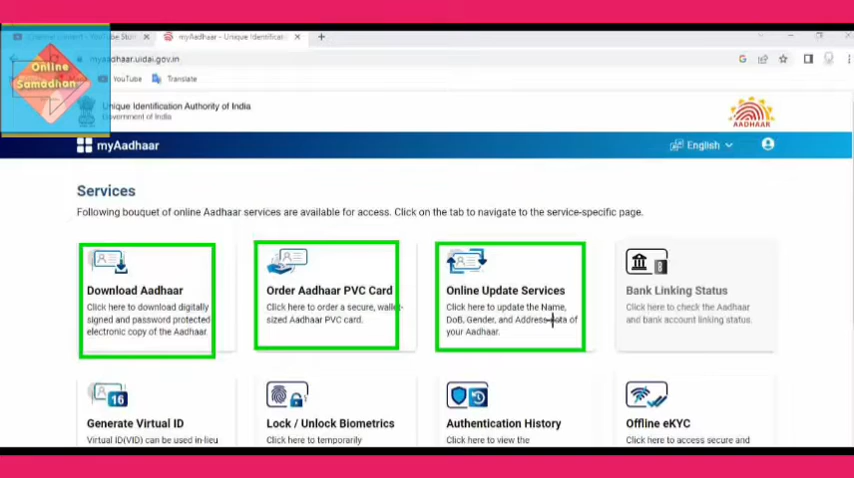 myAadhaar - Unique Identificat
Online
Samadhan
myaadhaar.uidai.gov.in
YouTube
Translate
Unique Identification Authority of India
Government of India
AADHAAR
myAadhaar
English
Services
Following bouquet of online Aadhaar services are available for access. Click on the tab to navigate to the service-specific page.
Download Aadhaar
Click here to download digitally
signed and password protected
electronic copy of the Aadhaar.
Order Aadhaar PVC Card
Click here to order a secure, wallet-
sized Aadhaar PVC card.
Online Update Services
Click here to update the Name,
DoB, Gender, and Address data of
your Aadhaar.
Bank Linking Status
Click here to check the Aadhaar
and bank account linking status.
16
Generate Virtual ID
Virtual ID(VID) can be used in-lieu
Lock / Unlock Biometrics
Click here to temporarily
Authentication History
Click here to view the
Offline eKYC
Click here to access secure and